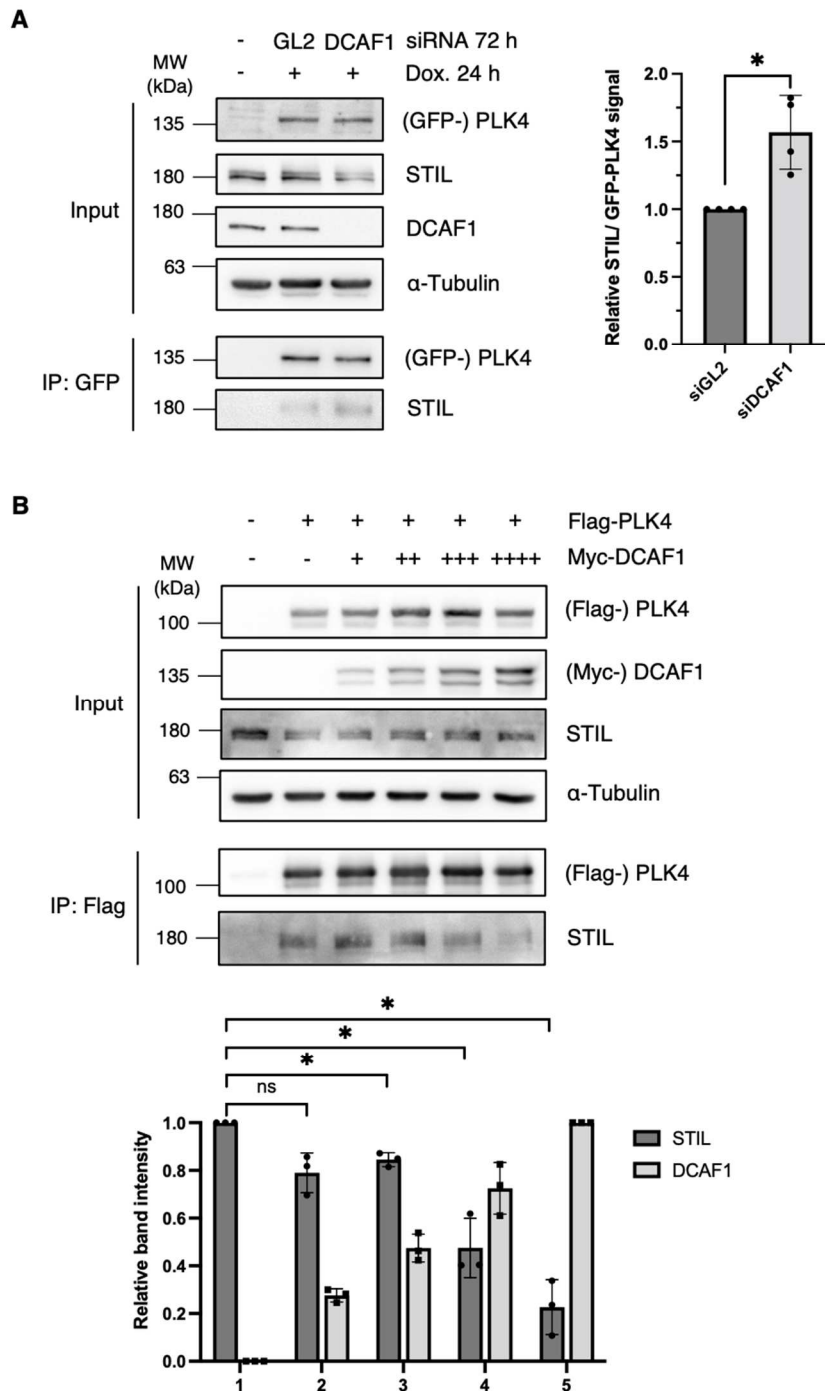 A
- GL2 DCAF1 siRNA 72 h
MW
(kDa)
- + + Dox. 24 h
Input
135 (GFP-) PLK4
180 STIL
180 DCAF1
63 α-Tubulin
IP: GFP
135 (GFP-) PLK4
180 STIL
*
Relative STIL/ GFP-PLK4 signal
2.0
1.5
1.0
0.5
0.0
siGL2
siDCAF1
B
- + + + + + Flag-PLK4
MW
(kDa)
- - + ++ +++ ++++ Myc-DCAF1
Input
100 (Flag-) PLK4
135 (Myc-) DCAF1
180 STIL
63 α-Tubulin
IP: Flag
100 (Flag-) PLK4
180 STIL
*
*
*
ns
Relative band intensity
1.0
0.8
0.6
0.4
0.2
0.0
1 2 3 4 5
STIL
DCAF1